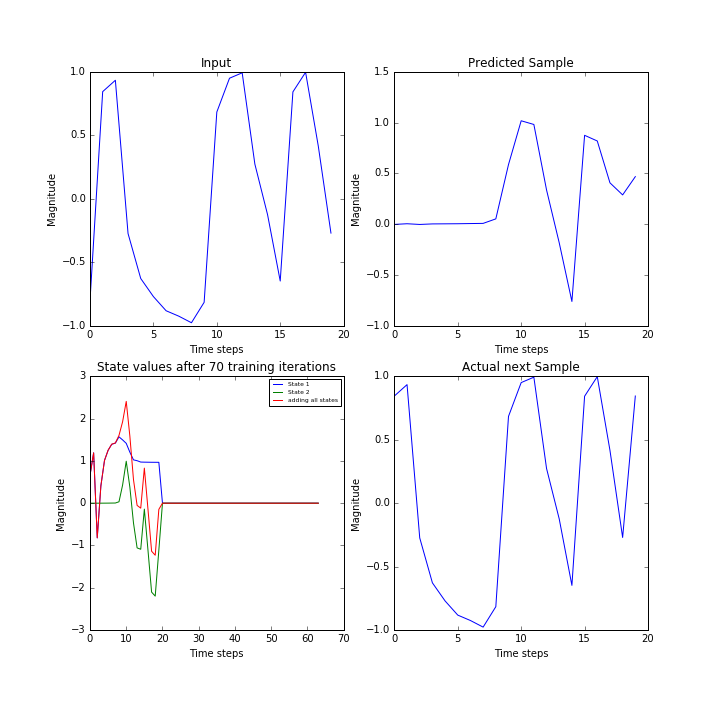 Input
1.0
0.5
0.0
−0.5
−1.0
Magnitude
0 5 10 15 20
Time steps
Predicted Sample
1.5
1.0
0.5
0.0
−0.5
−1.0
Magnitude
0 5 10 15 20
Time steps
State values after 70 training iterations
3
2
1
0
−1
−2
−3
Magnitude
State 1
State 2
adding all states
0 10 20 30 40 50 60 70
Time steps
Actual next Sample
1.0
0.5
0.0
−0.5
−1.0
Magnitude
0 5 10 15 20
Time steps